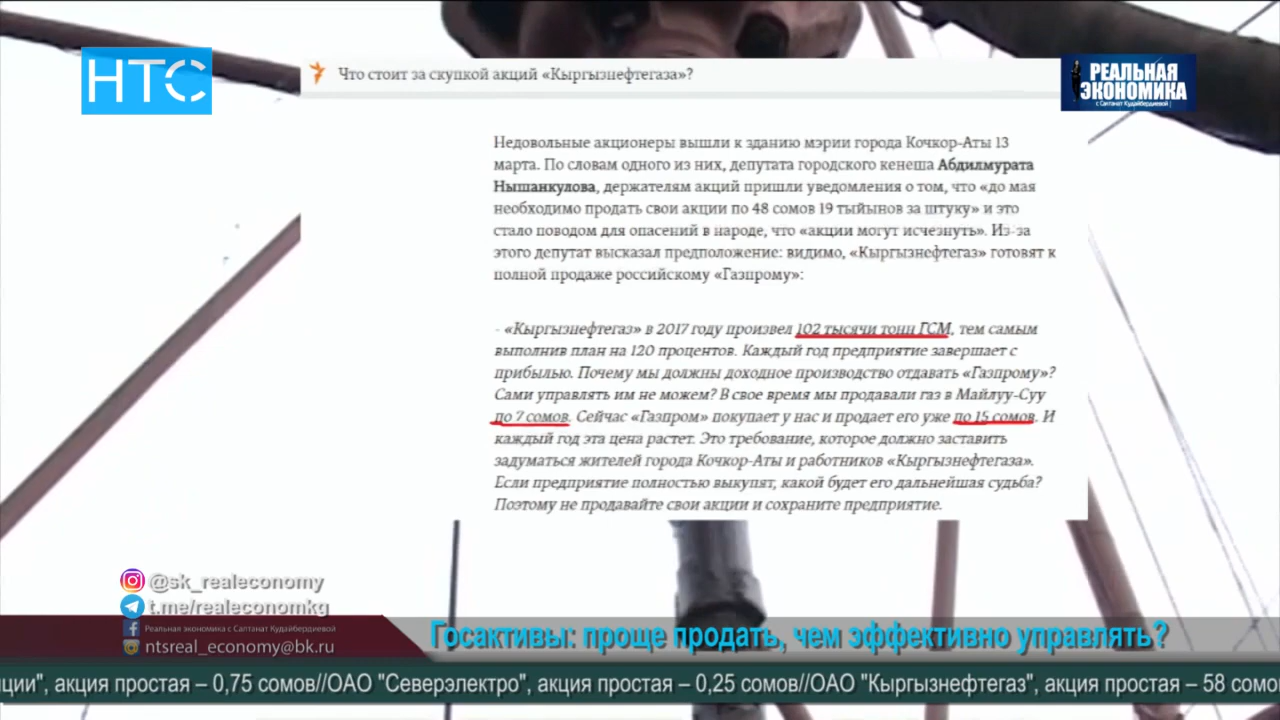 НТС
Что стоит за скупкой акций «Кыргызнефтегаза»?
РЕАЛЬНАЯ
ЭКОНОМИКА
с Салтанат Кудайбердиевой
Недовольные акционеры вышли к зданию мэрии города Кочкор-Аты 13
марта. По словам одного из них, депутата городского кенеша Абдилмурата
Нышанкулова, держателям акций пришли уведомления о том, что «до мая
необходимо продать свои акции по 48 сомов 19 тыйынов за штуку» и это
стало поводом для опасений в народе, что «акции могут исчезнуть». Из-за
этого депутат высказал предположение: видимо, «Кыргызнефтегаз» готовят к
полной продаже российскому «Газпрому»:
- «Кыргызнефтегаз» в 2017 году произвел 102 тысячи тонн ГСМ, тем самым
выполнив план на 120 процентов. Каждый год предприятие завершает с
прибылью. Почему мы должны доходное производство отдавать «Газпрому»?
Сами управлять им не можем? В свое время мы продавали газ в Майлуу-Суу
по 7 сомов. Сейчас «Газпром» покупает у нас и продает его уже по 15 сомов. И
каждый год эта цена растет. Это требование, которое должно заставить
задуматься жителей города Кочкор-Аты и работников «Кыргызнефтегаза».
Если предприятие полностью выкупят, какой будет его дальнейшая судьба?
Поэтому не продавайте свои акции и сохраните предприятие.
@sk_realeconomy
t.me/realeconomkg
Реальная экономика с Салтанат Кудайбердиевой
ntsreal_economy@bk.ru
Госактивы: проще продать, чем эффективно управлять?
ции", акция простая – 0,75 сомов//ОАО "Северэлектро", акция простая – 0,25 сомов//ОАО "Кыргызнефтегаз", акция простая – 58 сомо